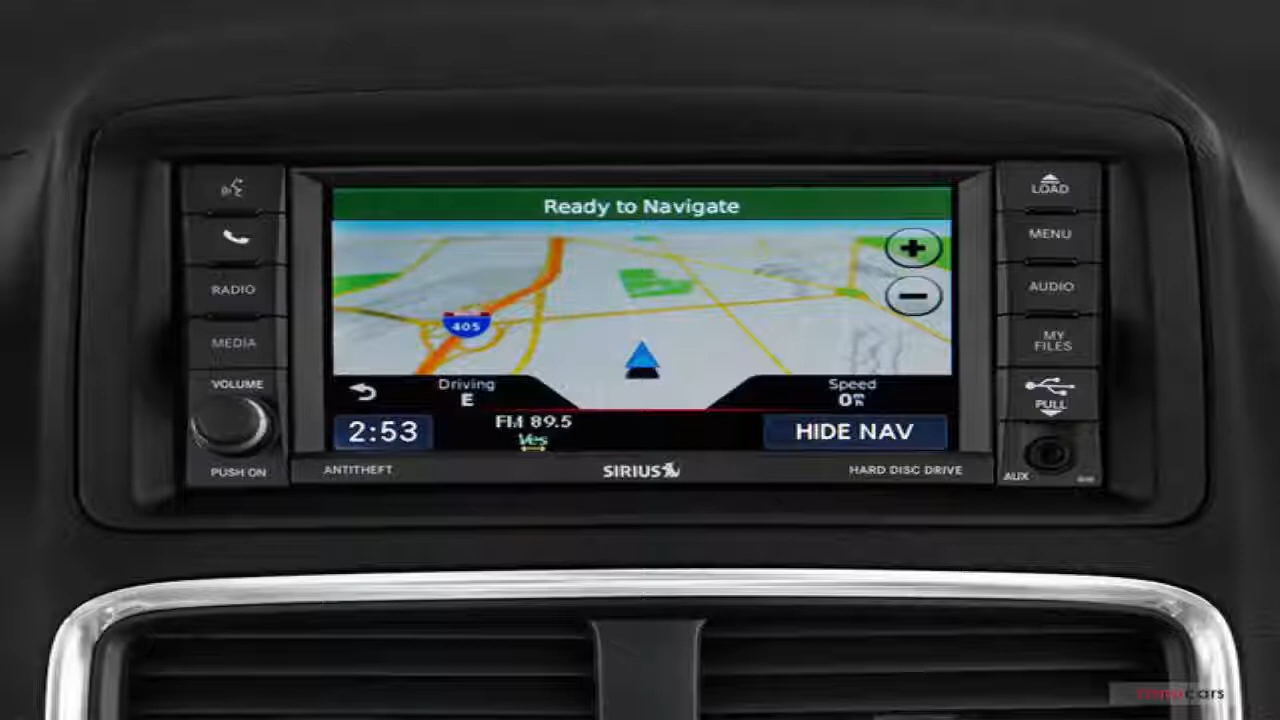 Ready to Navigate
LOAD
MENU
RADIO
AUDIO
405
MEDIA
MY
FILES
VOLUME
Driving
E
Speed
0
PULL
FM 89.5
2:53
HIDE NAV
PUSH ON
ANTITHEFT
SIRIUS
HARD DISC DRIVE
AUX
cars